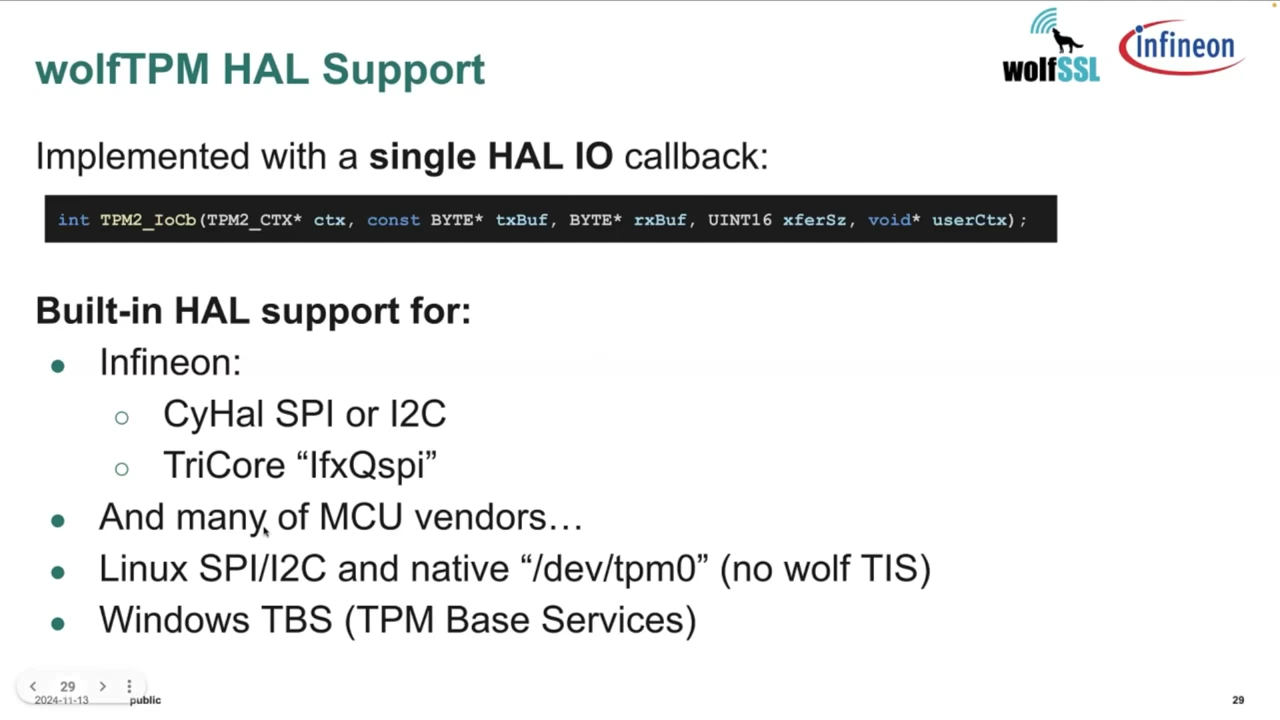 wolfTPM HAL Support
wolfSSL
infineon
Implemented with a single HAL IO callback:
int TPM2_IoCb(TPM2_CTX* ctx, const BYTE* txBuf, BYTE* rxBuf, UINT16 xferSz, void* userCtx);
Built-in HAL support for:
● Infineon:
○ CyHal SPI or I2C
○ TriCore “IfxQspi”
● And many of MCU vendors…
● Linux SPI/I2C and native “/dev/tpm0” (no wolf TIS)
● Windows TBS (TPM Base Services)
29
2024-11-13 public 29